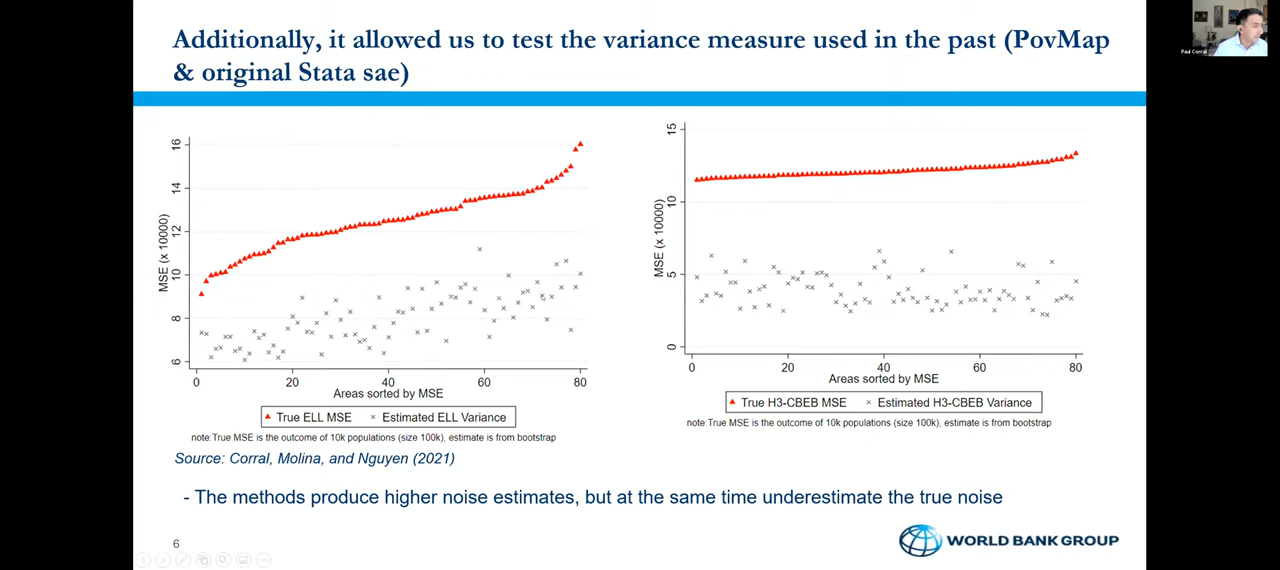 Additionally, it allowed us to test the variance measure used in the past (PovMap
& original Stata sae)
Paul Corral
MSE (x 10000)
16
14
12
10
8
6
0
20
40
60
80
Areas sorted by MSE
True ELL MSE
Estimated ELL Variance
note:True MSE is the outcome of 10k populations (size 100k), estimate is from bootstrap
MSE (x 10000)
15
10
5
0
0
20
40
60
80
Areas sorted by MSE
True H3-CBEB MSE
Estimated H3-CBEB Variance
note:True MSE is the outcome of 10k populations (size 100k), estimate is from bootstrap
Source: Corral, Molina, and Nguyen (2021)
- The methods produce higher noise estimates, but at the same time underestimate the true noise
6
WORLD BANK GROUP